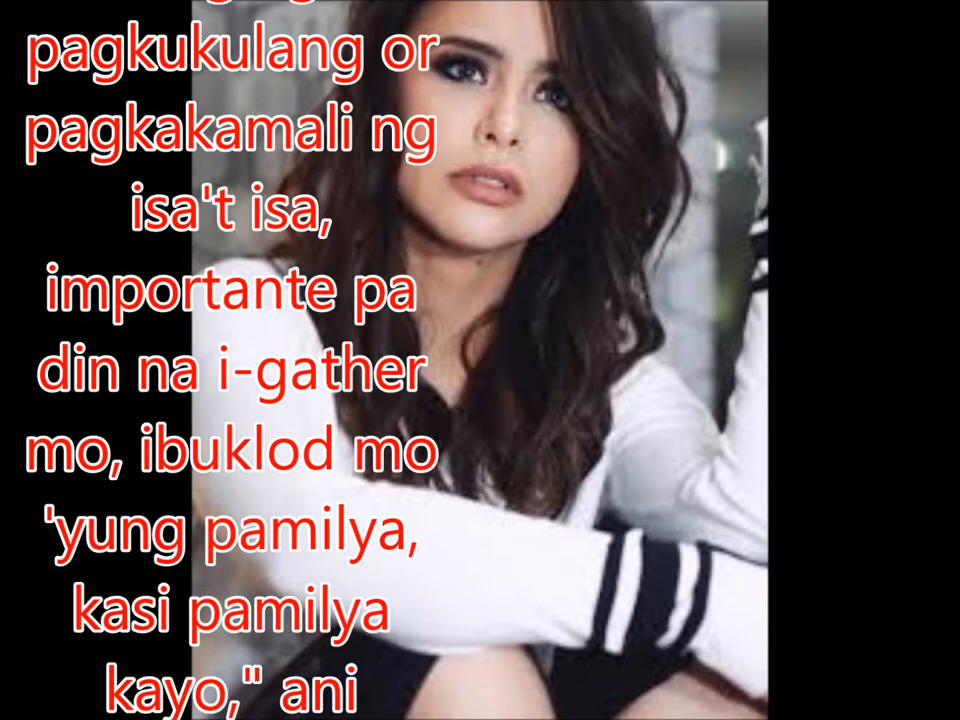 pagkukulang or
pagkakamali ng
isa't isa,
importante pa
din na i-gather
mo, ibuklod mo
'yung pamilya,
kasi pamilya
kayo," ani